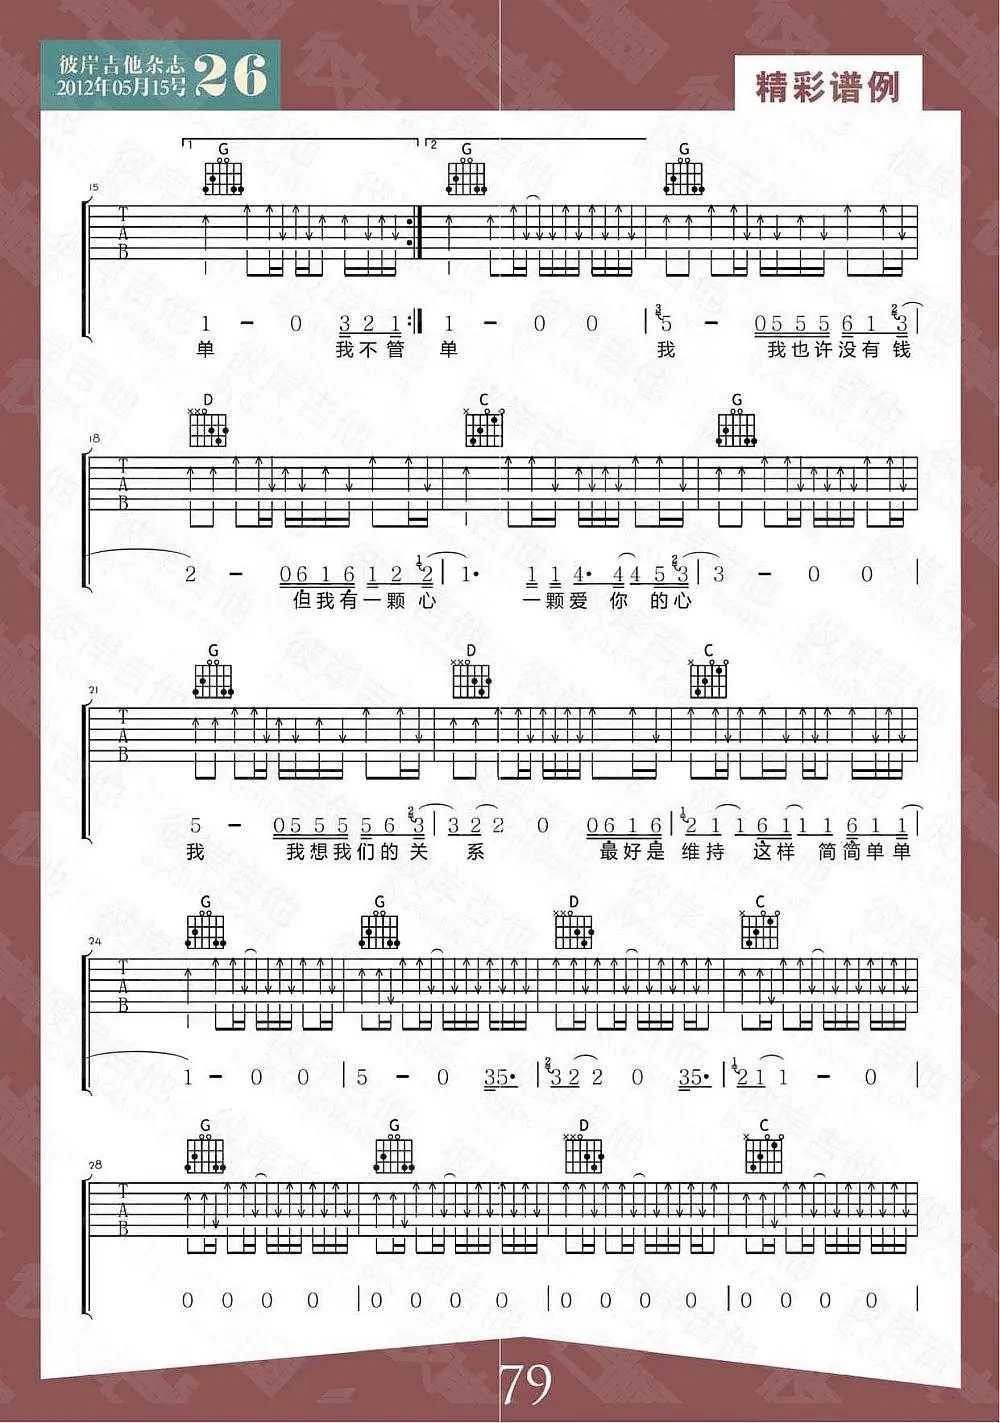 彼岸吉他杂志
2012年05月15号
26
精彩谱例
1 2
G G G
15
T
A
B
1 - 0 3 2 1 :| 1 - 0 0 | 5 - 0 5 5 5 6 1 3 |
单 我不管 单 我 我也许没有钱
D C G
18
T
A
B
2 - 0 6 1 6 1 2 2 | 1· 1 1 4· 4 4 5 3 | 3 - 0 0 |
但我有一颗心 一颗爱 你 的心
G D C
21
T
A
B
5 - 0 5 5 5 5 6 3 | 3 2 2 0 0 6 1 6 | 2 1 1 6 1 1 1 6 1 1 |
我 我想我们的关 系 最好是 维持 这样 简简单单
G G D C
24
T
A
B
1 - 0 0 | 5 - 0 35· | 3 2 2 0 35· | 2 1 1 - 0 |
G G D C
28
T
A
B
0 0 0 0 | 0 0 0 0 | 0 0 0 0 | 0 0 0 0 |
79